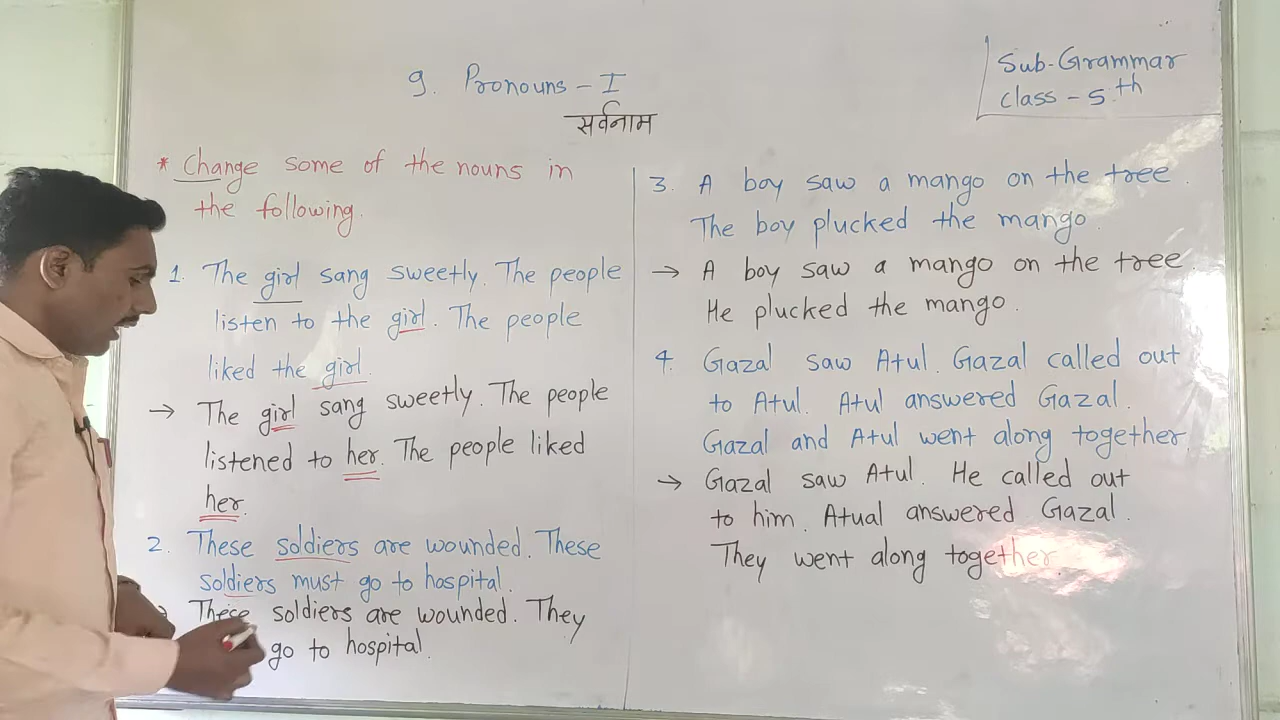 9. Pronouns - I
सर्वनाम
Sub-Grammar
Class - 5th
* Change some of the nouns in
the following.
1. The girl sang sweetly. The people
listen to the girl. The people
liked the girl.
→ The girl sang sweetly. The people
listened to her. The people liked
her.
2. These soldiers are wounded. These
soldiers must go to hospital.
These soldiers are wounded. They
go to hospital.
3. A boy saw a mango on the tree.
The boy plucked the mango.
→ A boy saw a mango on the tree.
He plucked the mango.
4. Gazal saw Atul. Gazal called out
to Atul. Atul answered Gazal.
Gazal and Atul went along together.
→ Gazal saw Atul. He called out
to him. Atual answered Gazal.
They went along together.